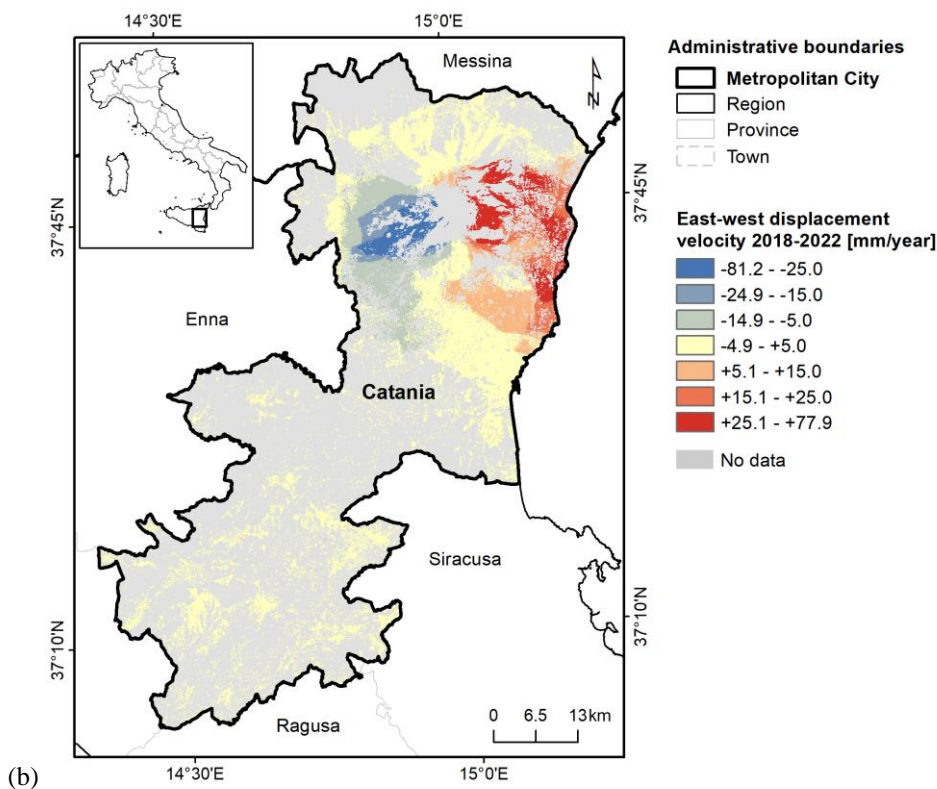 14°30'E
15°0'E
Messina
N
37°45'N
37°45'N
Enna
Catania
Siracusa
37°10'N
37°10'N
Ragusa
0 6.5 13km
14°30'E
15°0'E
(b)
Administrative boundaries
Metropolitan City
Region
Province
Town
East-west displacement
velocity 2018-2022 [mm/year]
-81.2 - -25.0
-24.9 - -15.0
-14.9 - -5.0
-4.9 - +5.0
+5.1 - +15.0
+15.1 - +25.0
+25.1 - +77.9
No data